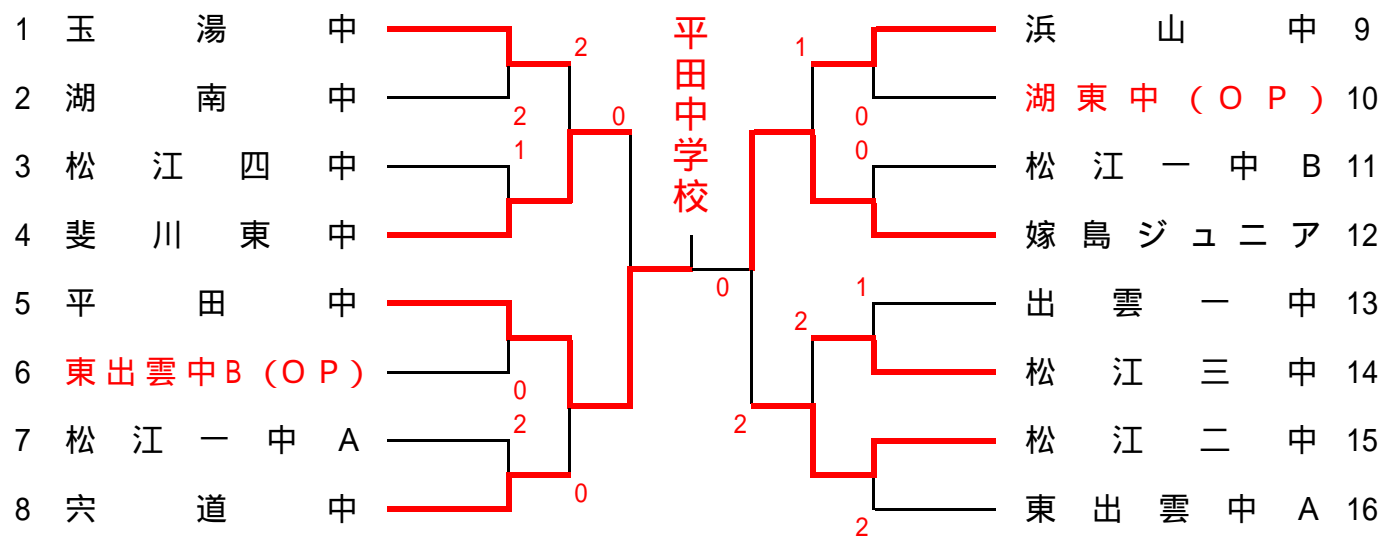 1 玉湯中
2 湖南中
3 松江四中
4 斐川東中
5 平田中
6 東出雲中B(OP)
7 松江一中A
8 宍道中
2
2
1
0
0
2
0
平田中学校
0
1
0
0
1
2
2
2
浜山中 9
湖東中(OP) 10
松江一中B 11
嫁島ジュニア 12
出雲一中 13
松江三中 14
松江二中 15
東出雲中A 16